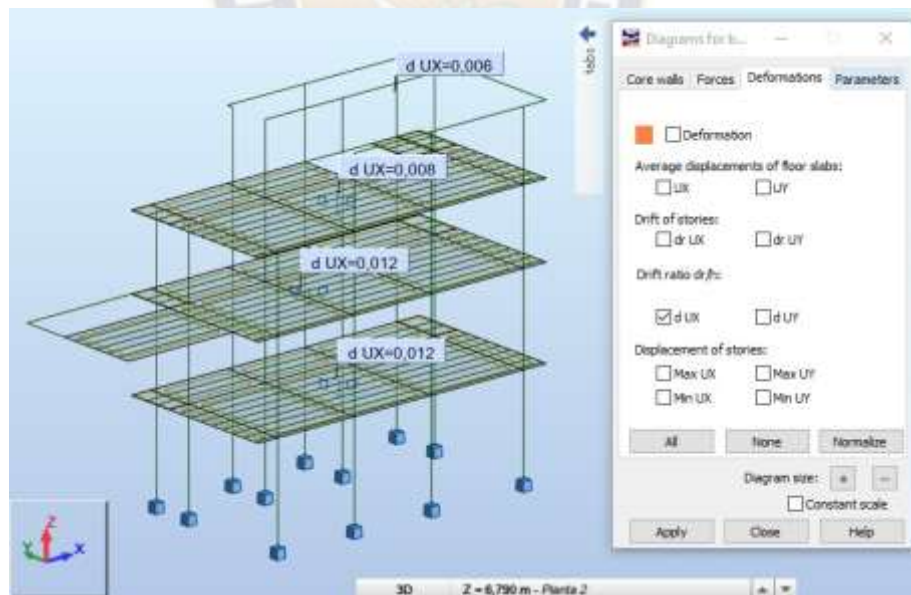 d UX=0,006
d UX=0,008
d UX=0,012
d UX=0,012
tabs
Diagrams for b...
Core walls Forces Deformations Parameters
Deformation
Average displacements of floor slabs:
UX UY
Drift of stories:
dr UX dr UY
Drift ratio dr/h:
d UX d UY
Displacement of stories:
Max UX Max UY
Min UX Min UY
All None Normalize
Diagram size: + −
Constant scale
Apply Close Help
Z
Y X
3D Z = 6,790 m - Planta 2